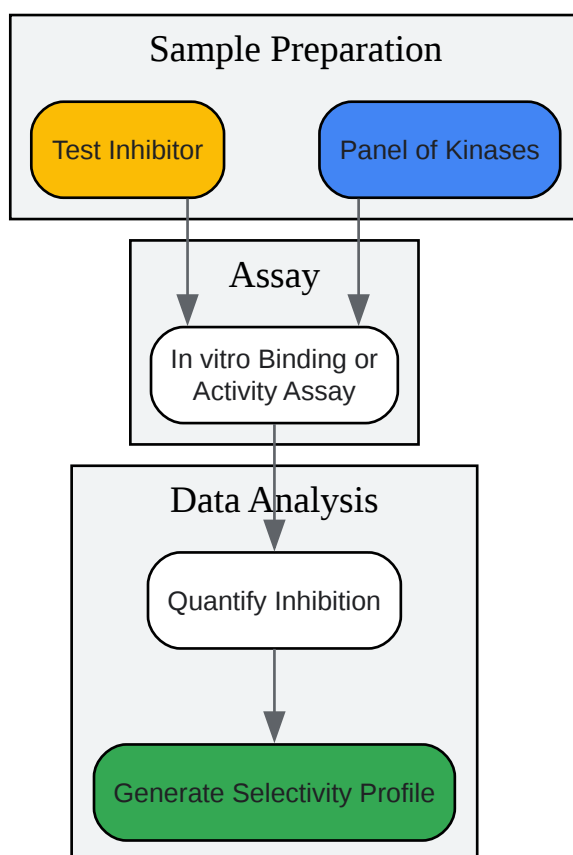 Sample Preparation
Test Inhibitor
Panel of Kinases
Assay
In vitro Binding or
Activity Assay
Data Analysis
Quantify Inhibition
Generate Selectivity Profile